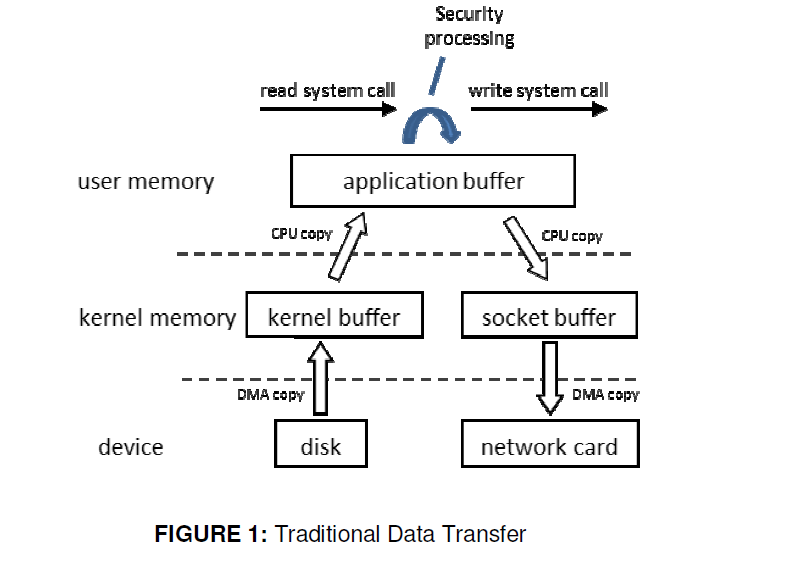 Security
processing
read system call
write system call
user memory
application buffer
CPU copy
CPU copy
kernel memory
kernel buffer
socket buffer
DMA copy
DMA copy
device
disk
network card
FIGURE 1: Traditional Data Transfer